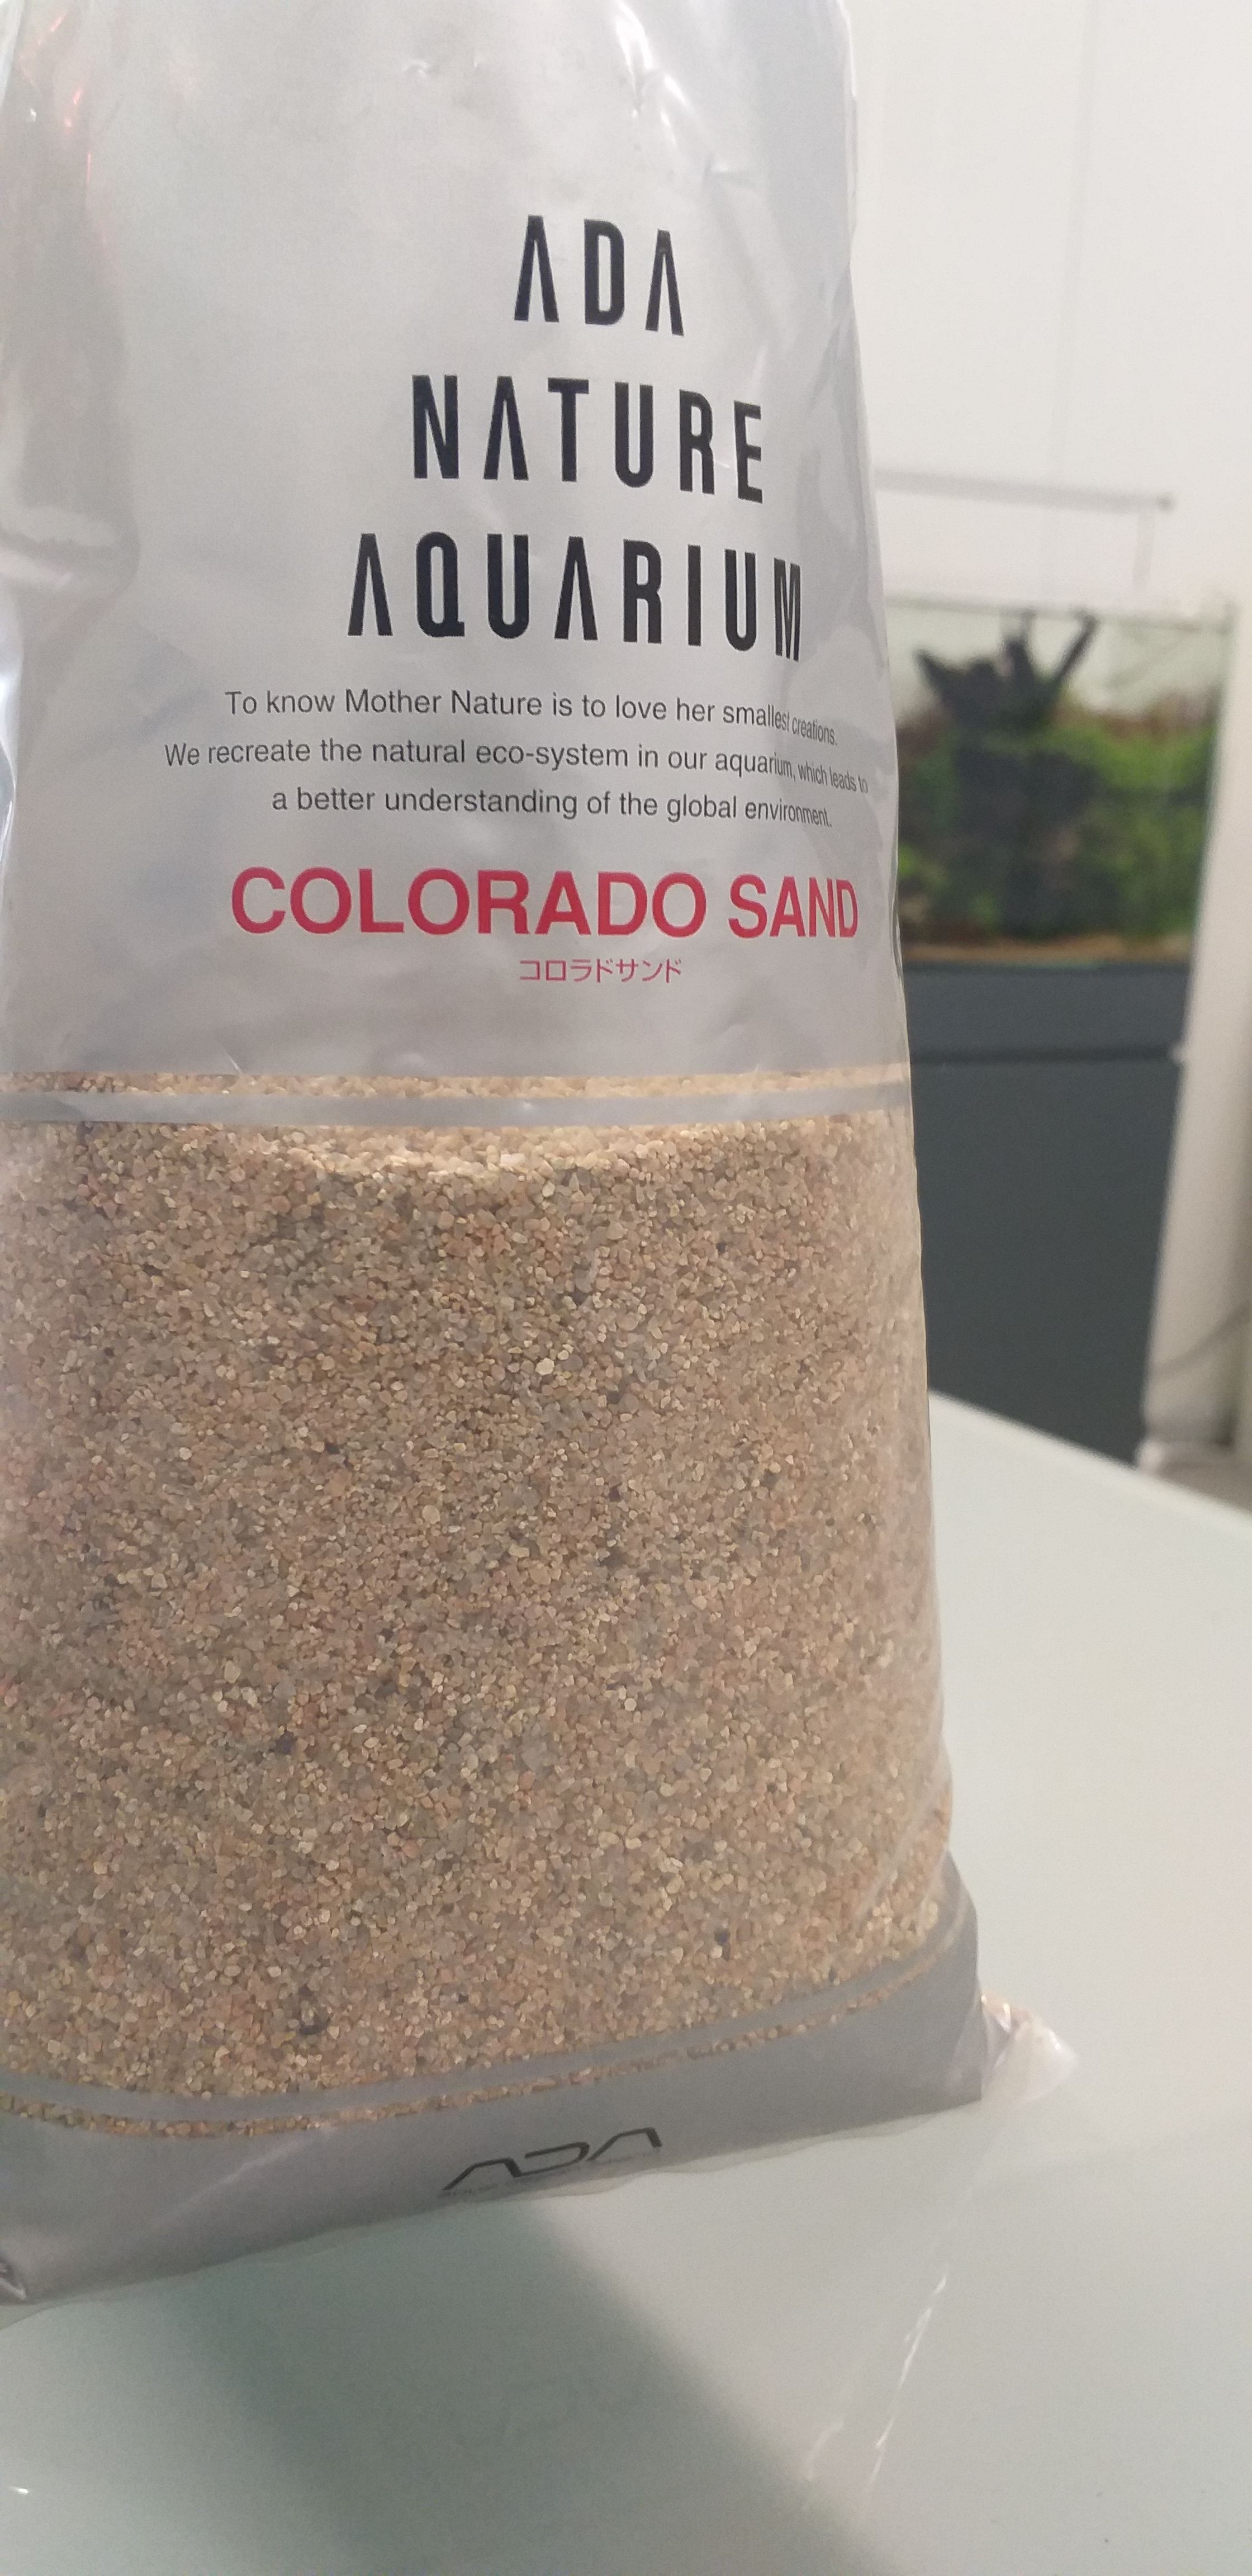 ADA
NATURE
AQUARIUM
To know Mother Nature is to love her smallest creations.
We recreate the natural eco-system in our aquarium, which leads to
a better understanding of the global environment.
COLORADO SAND
コロラドサンド
ADA